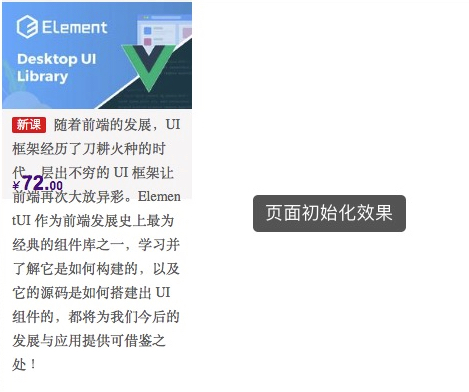 Element
Desktop UI
Library
新课 随着前端的发展，UI
框架经历了刀耕火种的时
代，层出不穷的 UI 框架让
¥72.00
前端再次大放异彩。Elemen
tUI 作为前端发展史上最为
经典的组件库之一，学习并
了解它是如何构建的，以及
它的源码是如何搭建出 UI
组件的，都将为我们今后的
发展与应用提供可借鉴之
处！
页面初始化效果